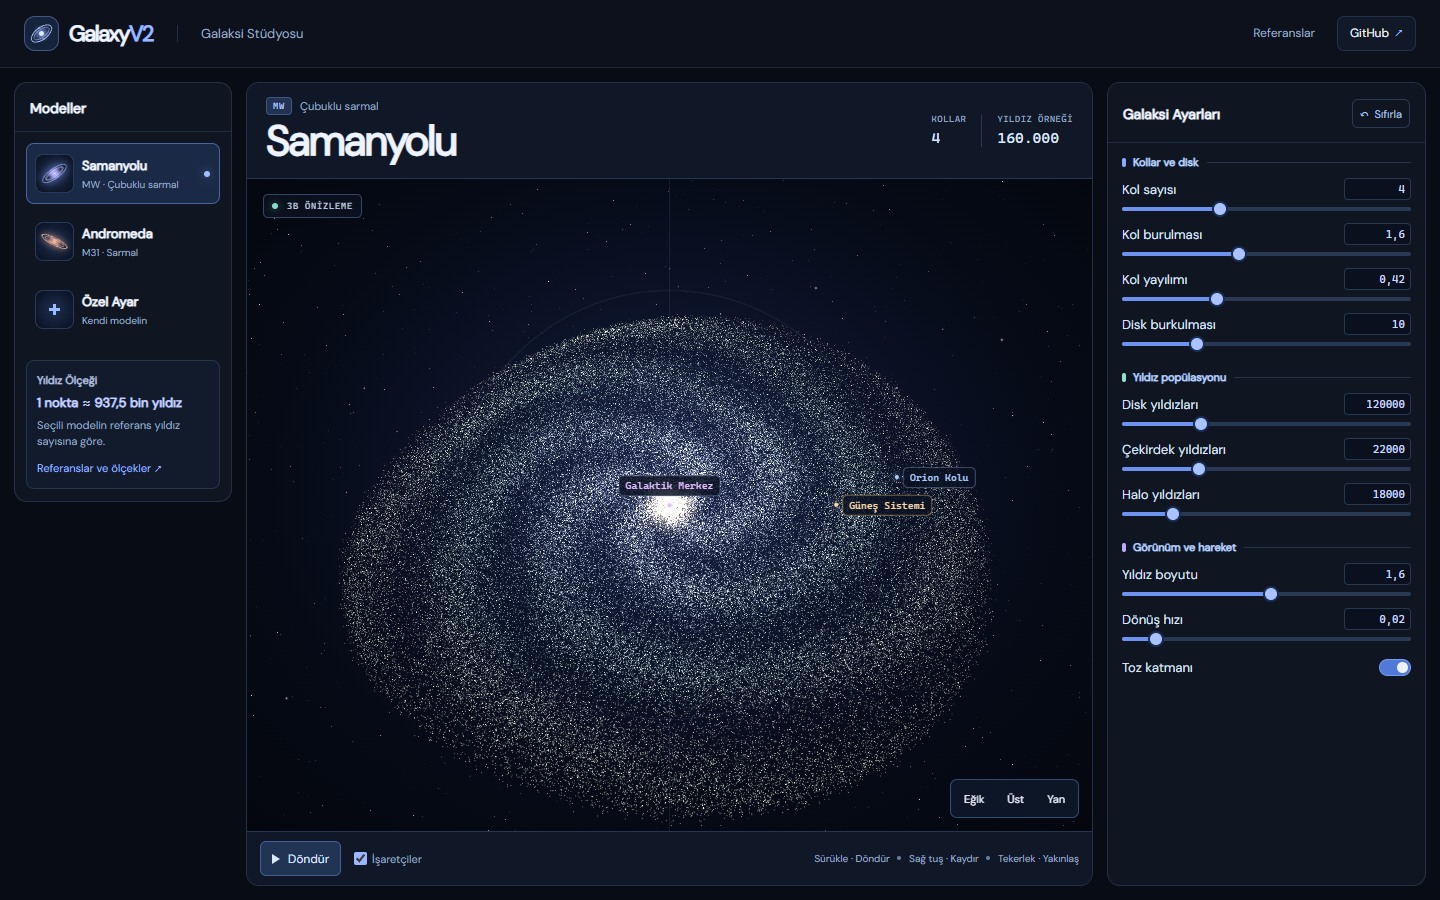 GalaxyV2
Galaksi Stüdyosu
Referanslar
GitHub ↗
Modeller
Samanyolu
MW · Çubuklu sarmal
Andromeda
M31 · Sarmal
Özel Ayar
Kendi modelin
Yıldız Ölçeği
1 nokta ≈ 937,5 bin yıldız
Seçili modelin referans yıldız
sayısına göre.
Referanslar ve ölçekler ↗
MW Çubuklu sarmal
Samanyolu
KOLLAR
4
YILDIZ ÖRNEĞİ
160.000
3B ÖNİZLEME
Galaktik Merkez
Orion Kolu
Güneş Sistemi
Eğik Üst Yan
Döndür
İşaretçiler
Sürükle · Döndür • Sağ tuş · Kaydır • Tekerlek · Yakınlaş
Galaksi Ayarları
↶ Sıfırla
Kollar ve disk
Kol sayısı 4
Kol burulması 1,6
Kol yayılımı 0,42
Disk burkulması 10
Yıldız popülasyonu
Disk yıldızları 120000
Çekirdek yıldızları 22000
Halo yıldızları 18000
Görünüm ve hareket
Yıldız boyutu 1,6
Dönüş hızı 0,02
Toz katmanı